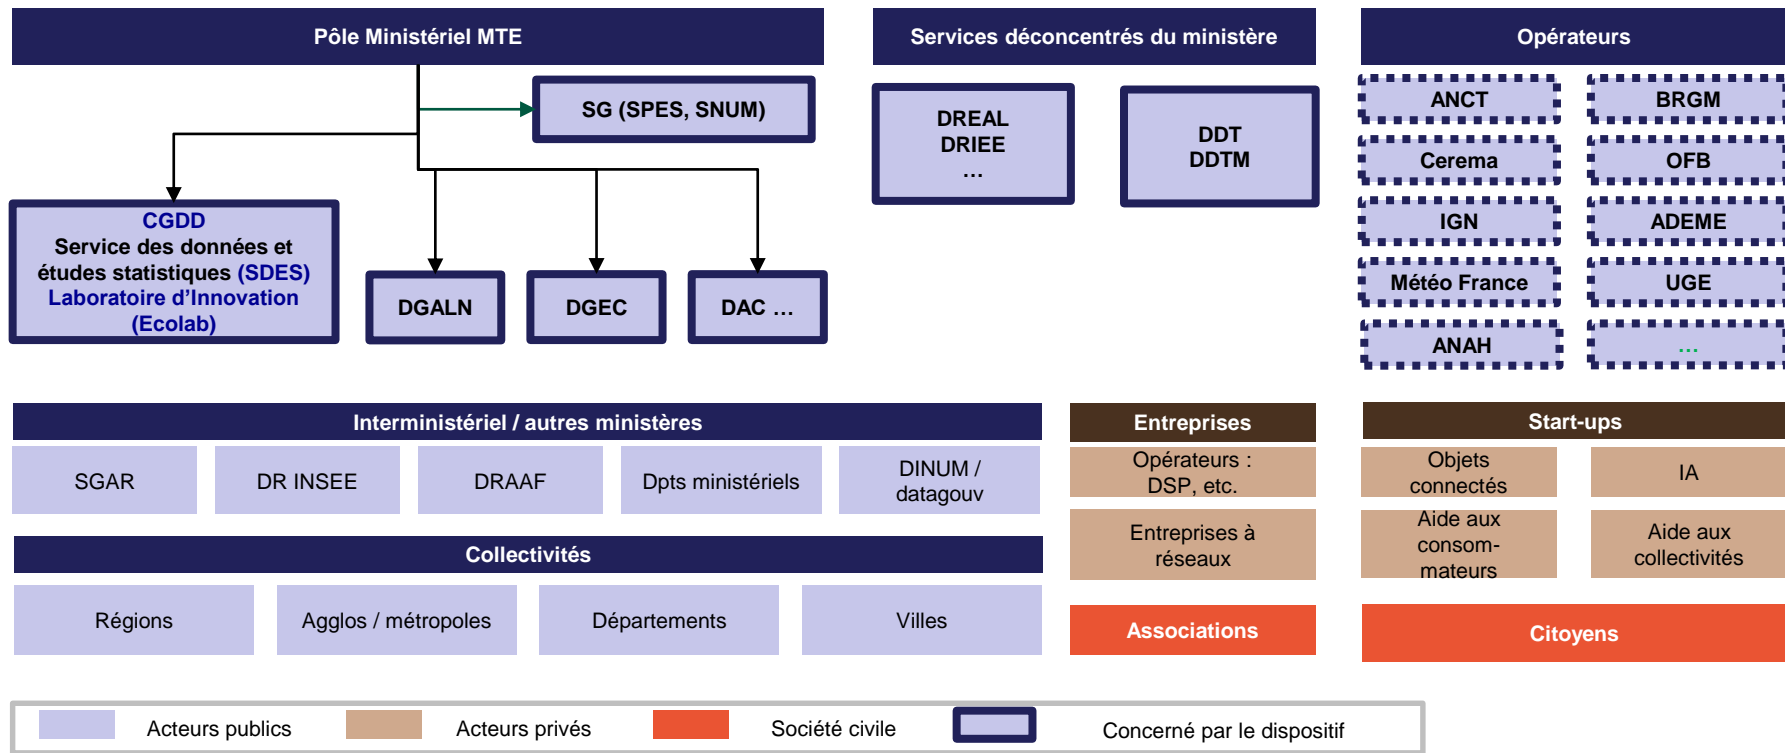 Pôle Ministériel MTE
SG (SPES, SNUM)
CGDD
Service des données et
études statistiques (SDES)
Laboratoire d’Innovation
(Ecolab)
DGALN
DGEC
DAC ...
Services déconcentrés du ministère
DREAL
DRIEE
...
DDT
DDTM
Opérateurs
ANCT
BRGM
Cerema
OFB
IGN
ADEME
Météo France
UGE
ANAH
...
Interministériel / autres ministères
SGAR
DR INSEE
DRAAF
Dpts ministériels
DINUM /
datagouv
Collectivités
Régions
Agglos / métropoles
Départements
Villes
Entreprises
Opérateurs :
DSP, etc.
Entreprises à
réseaux
Associations
Start-ups
Objets
connectés
IA
Aide aux
consom-
mateurs
Aide aux
collectivités
Citoyens
Acteurs publics
Acteurs privés
Société civile
Concerné par le dispositif